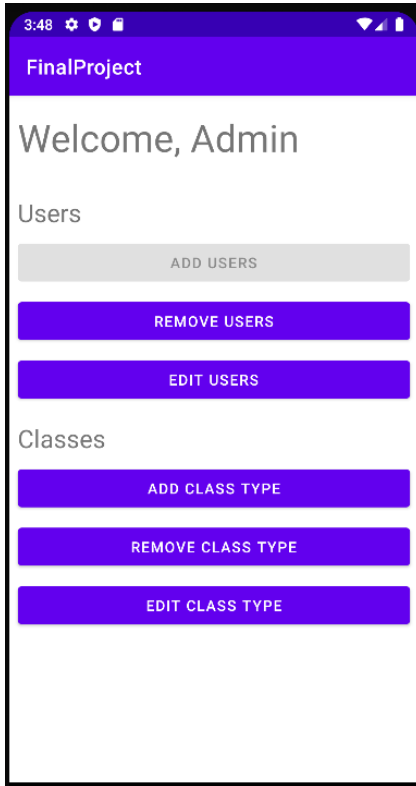 3:48
FinalProject
Welcome, Admin
Users
ADD USERS
REMOVE USERS
EDIT USERS
Classes
ADD CLASS TYPE
REMOVE CLASS TYPE
EDIT CLASS TYPE